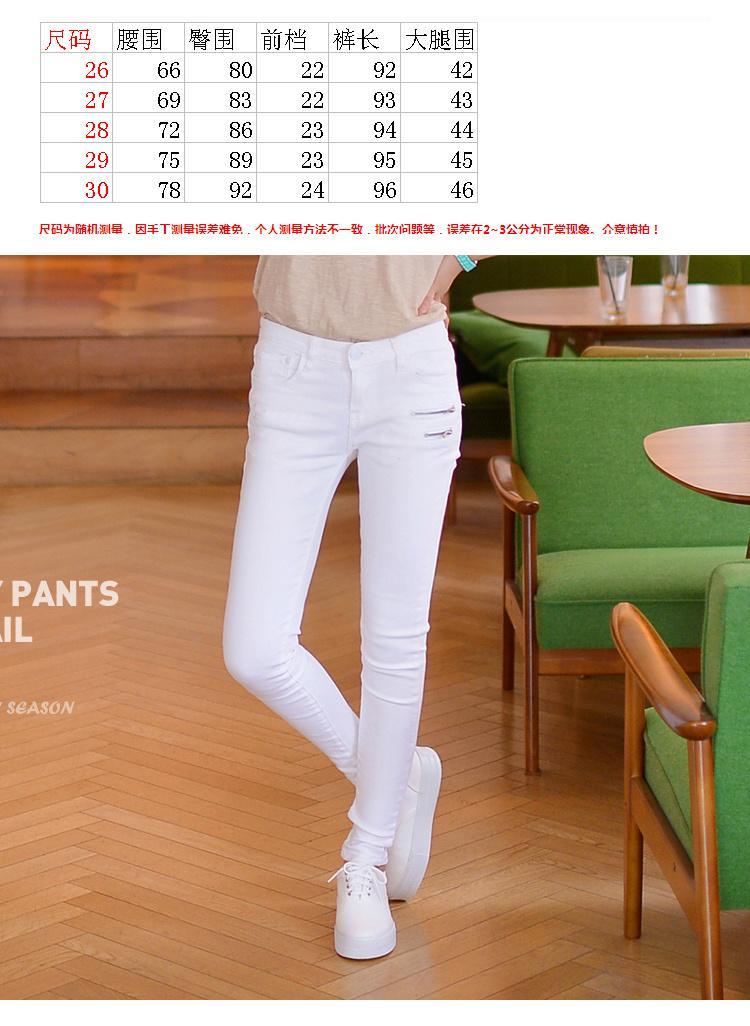 尺码 腰围 臀围 前档 裤长 大腿围
26 66 80 22 92 42
27 69 83 22 93 43
28 72 86 23 94 44
29 75 89 23 95 45
30 78 92 24 96 46
尺码为随机测量，因手工测量误差难免，个人测量方法不一致，批次问题等，误差在2~3公分为正常现象。介意慎拍！
Y PANTS
AIL
SEASON